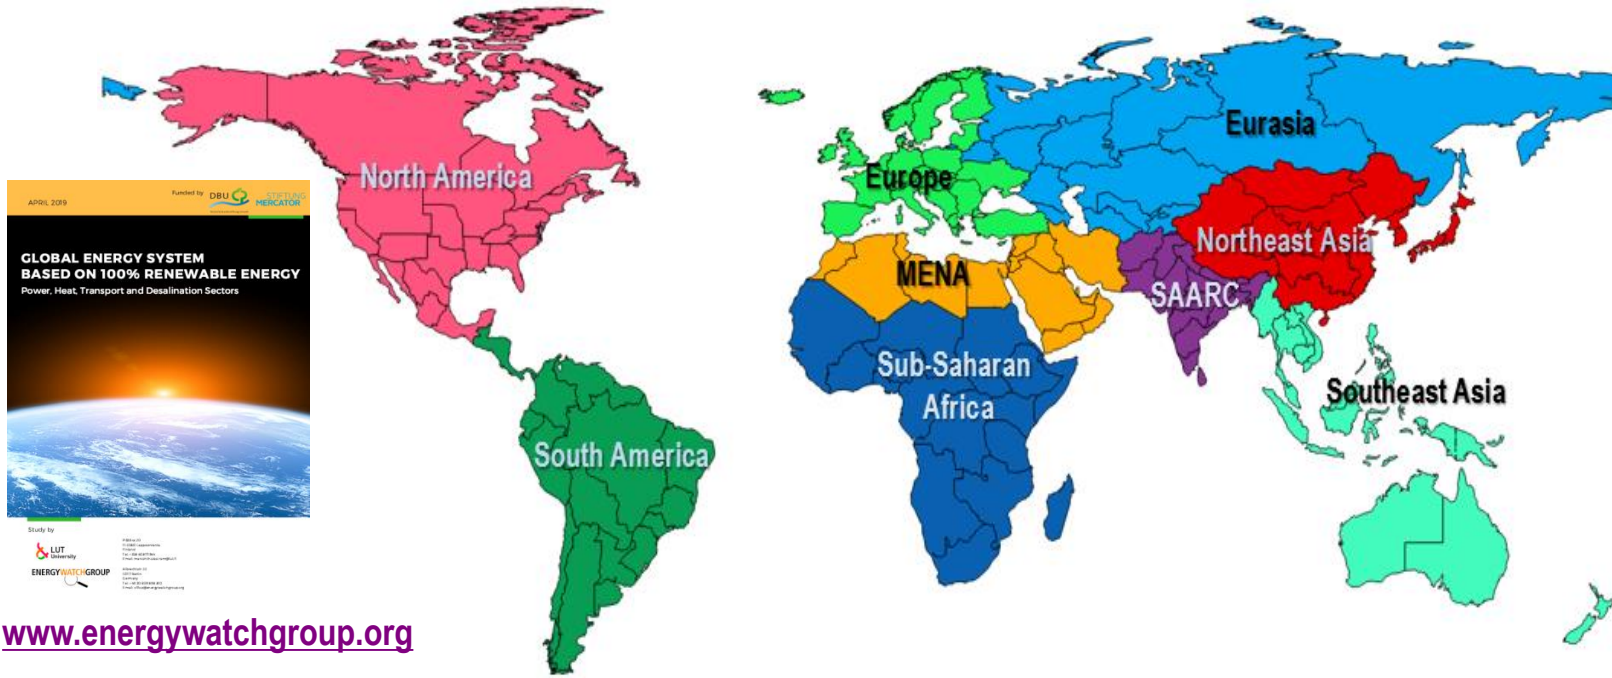 North America
Eurasia
Europe
Northeast Asia
MENA
SAARC
Sub-Saharan
Africa
Southeast Asia
South America
APRIL 2019
Funded by
DBU
STIFTUNG
MERCATOR
GLOBAL ENERGY SYSTEM
BASED ON 100% RENEWABLE ENERGY
Power, Heat, Transport and Desalination Sectors
Study by
LUT
University
ENERGYWATCHGROUP
www.energywatchgroup.org